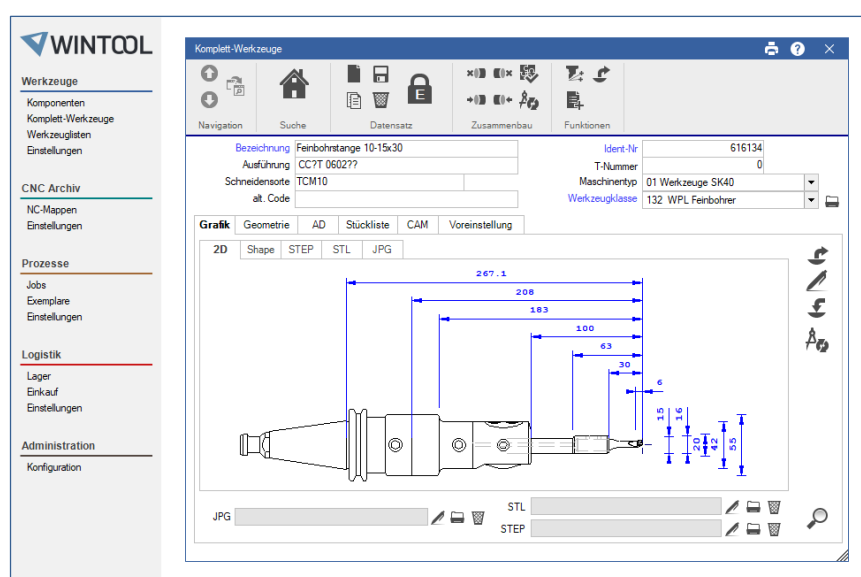 WINTOOL
Werkzeuge
Komponenten
Komplett-Werkzeuge
Werkzeuglisten
Einstellungen
CNC Archiv
NC-Mappen
Einstellungen
Prozesse
Jobs
Exemplare
Einstellungen
Logistik
Lager
Einkauf
Einstellungen
Administration
Konfiguration
Komplett-Werkzeuge
?
E
Navigation Suche Datensatz Zusammenbau Funktionen
Bezeichnung Feinbohrstange 10-15x30 Ident-Nr 616134
Ausführung CC?T 0602?? T-Nummer 0
Schneidensorte TCM10 Maschinentyp 01 Werkzeuge SK40
alt. Code Werkzeugklasse 132 WPL Feinbohrer
Grafik Geometrie AD Stückliste CAM Voreinstellung
2D Shape STEP STL JPG
267.1
208
183
100
63
30
6
15 16 20 42 55
JPG STL
STEP